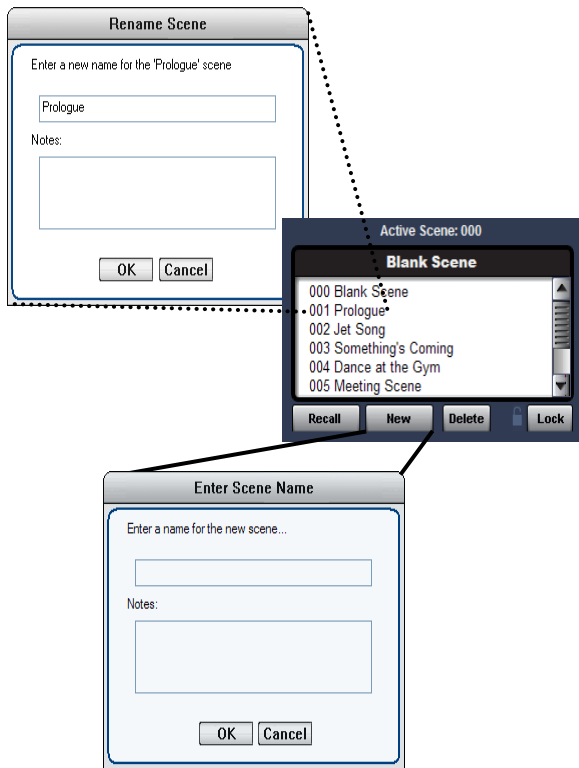 Rename Scene
Enter a new name for the 'Prologue' scene
Prologue
Notes:
OK Cancel
Active Scene: 000
Blank Scene
000 Blank Scene
001 Prologue
002 Jet Song
003 Something's Coming
004 Dance at the Gym
005 Meeting Scene
Recall New Delete Lock
Enter Scene Name
Enter a name for the new scene...
Notes:
OK Cancel